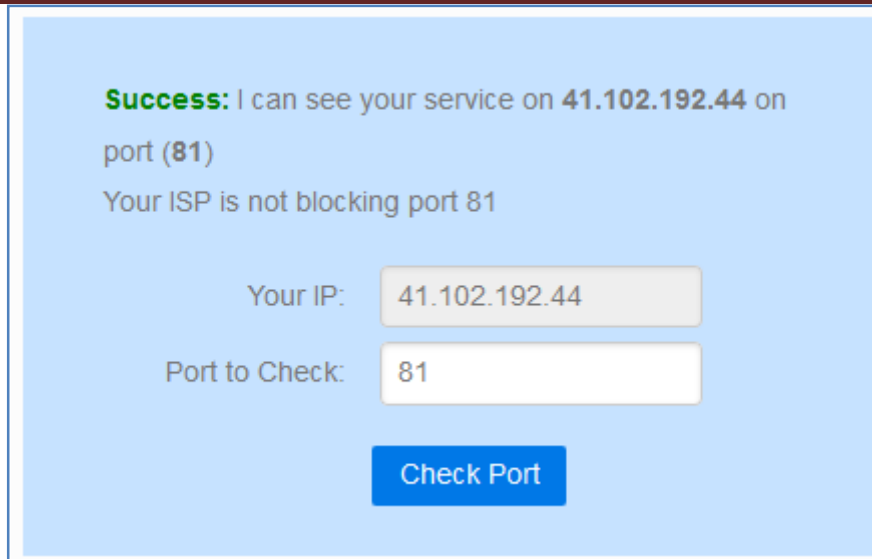 Success: I can see your service on 41.102.192.44 on
port (81)
Your ISP is not blocking port 81
Your IP: 41.102.192.44
Port to Check: 81
Check Port